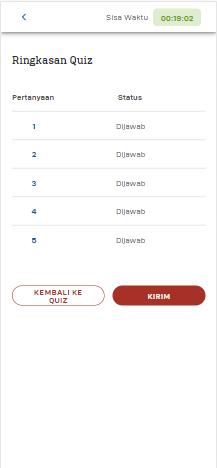 Sisa Waktu 00:19:02
Ringkasan Quiz
Pertanyaan Status
1 Dijawab
2 Dijawab
3 Dijawab
4 Dijawab
5 Dijawab
KEMBALI KE
QUIZ
KIRIM